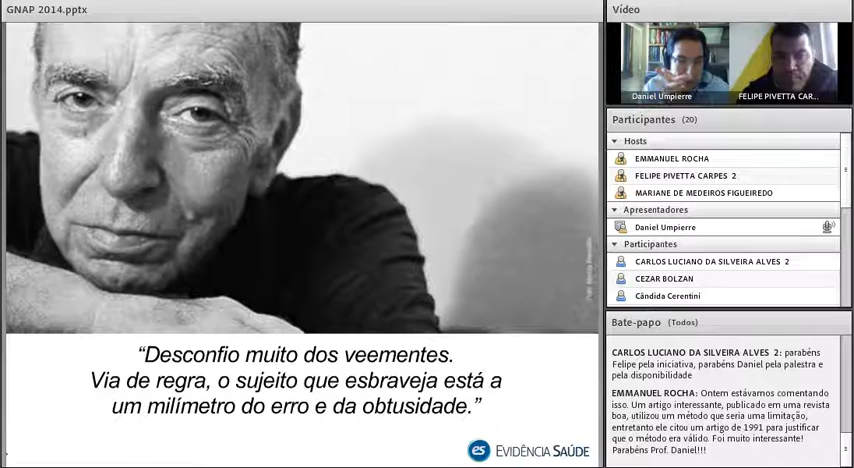 GNAP 2014.pptx
“Desconfio muito dos veementes.
Via de regra, o sujeito que esbraveja está a
um milímetro do erro e da obtusidade.”
es EVIDÊNCIA SAÚDE
Vídeo
Daniel Umpierre
FELIPE PIVETTA CAR...
Participantes (20)
Hosts
EMMANUEL ROCHA
FELIPE PIVETTA CARPES 2
MARIANE DE MEDEIROS FIGUEIREDO
Apresentadores
Daniel Umpierre
Participantes
CARLOS LUCIANO DA SILVEIRA ALVES 2
CEZAR BOLZAN
Cândida Cerentini
Bate-papo (Todos)
CARLOS LUCIANO DA SILVEIRA ALVES 2: parabéns
Felipe pela iniciativa, parabéns Daniel pela palestra e
pela disponibilidade
EMMANUEL ROCHA: Ontem estávamos comentando
isso. Um artigo interessante, publicado em uma revista
boa, utilizou um método que seria uma limitação,
entretanto ele citou um artigo de 1991 para justificar
que o método era válido. Foi muito interessante!
Parabéns Prof. Daniel!!!